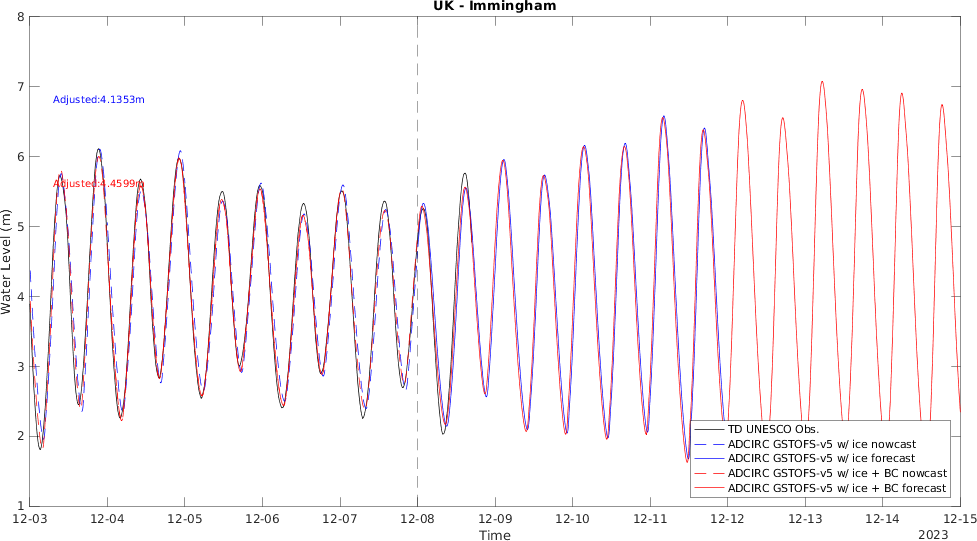 UK - Immingham
8
7
6
5
4
3
2
1
Water Level (m)
Adjusted:4.1353m
Adjusted:4.4599m
TD UNESCO Obs.
ADCIRC GSTOFS-v5 w/ ice nowcast
ADCIRC GSTOFS-v5 w/ ice forecast
ADCIRC GSTOFS-v5 w/ ice + BC nowcast
ADCIRC GSTOFS-v5 w/ ice + BC forecast
12-03 12-04 12-05 12-06 12-07 12-08 12-09 12-10 12-11 12-12 12-13 12-14 12-15
Time
2023